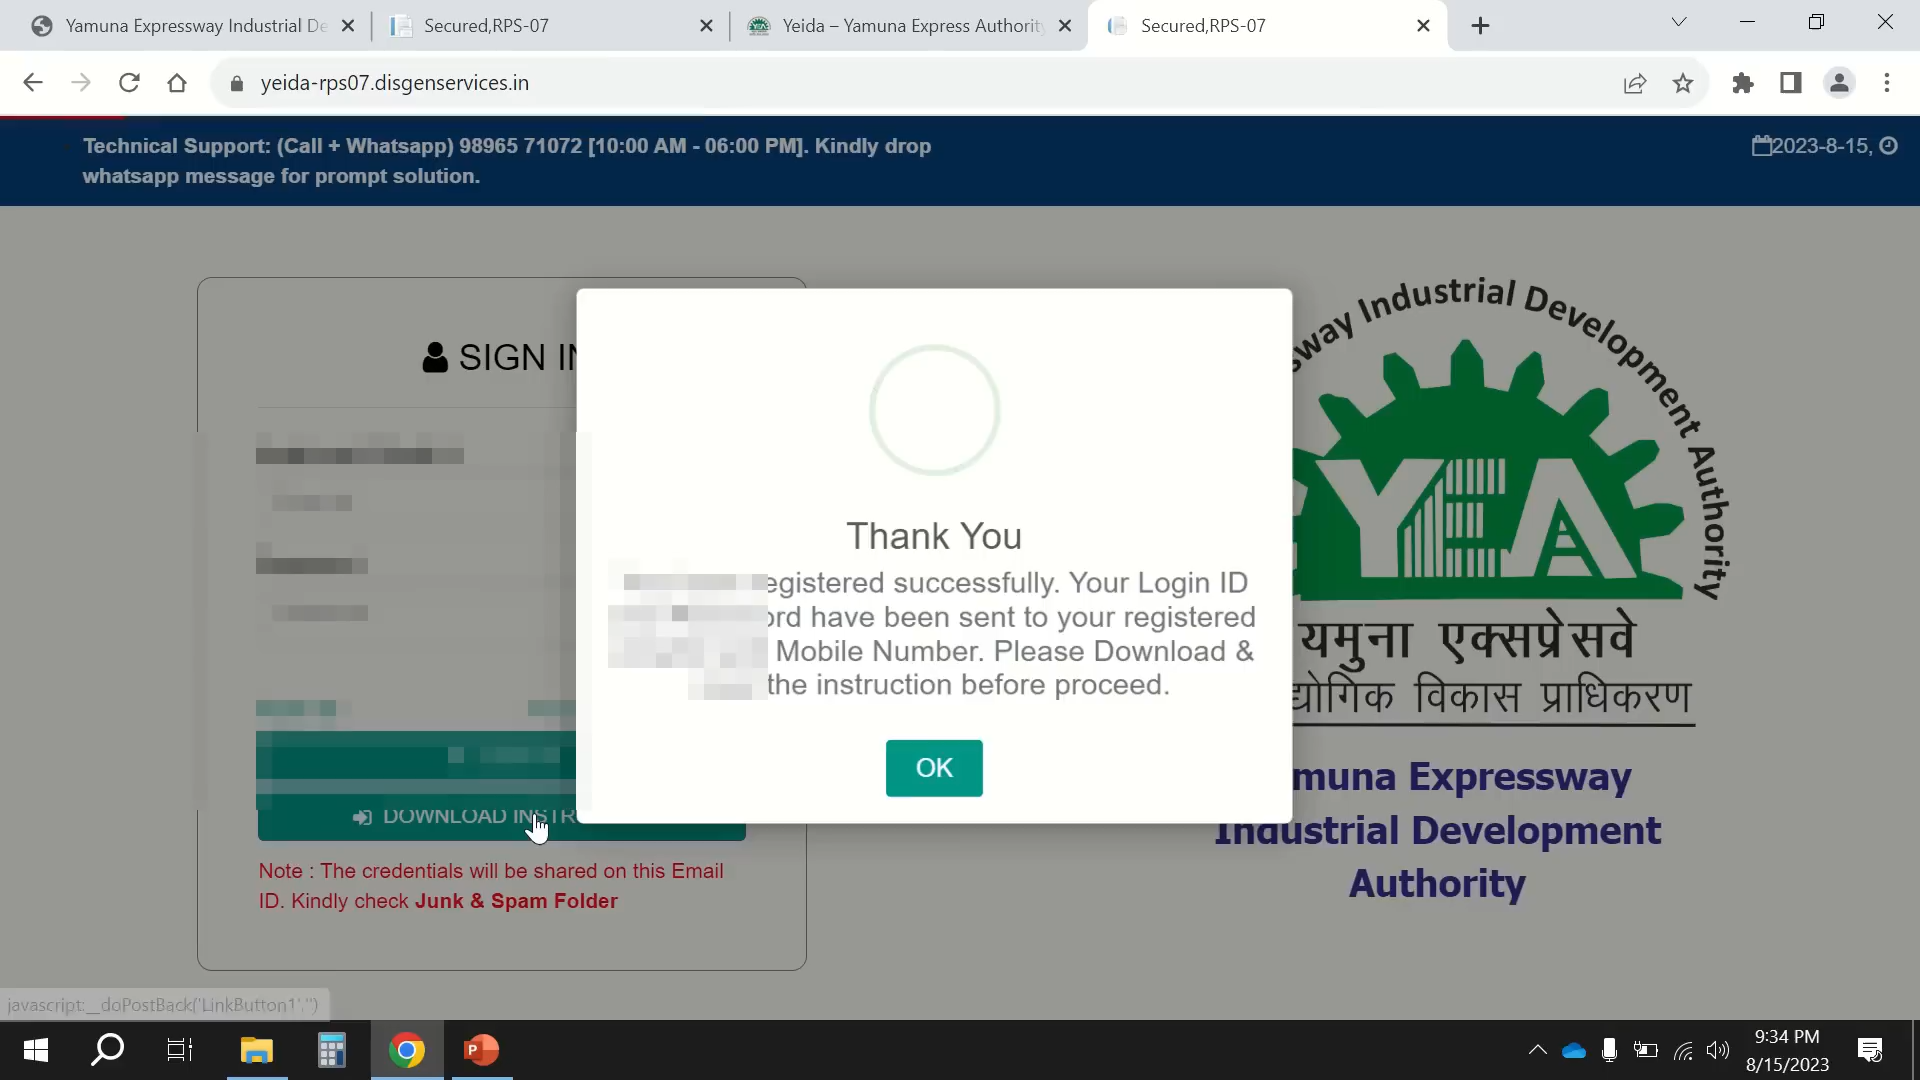 Yamuna Expressway Industrial De
Secured,RPS-07
Yeida – Yamuna Express Authority
Secured,RPS-07
yeida-rps07.disgenservices.in
Technical Support: (Call + Whatsapp) 98965 71072 [10:00 AM - 06:00 PM]. Kindly drop
whatsapp message for prompt solution.
2023-8-15,
SIGN IN
Thank You
egistered successfully. Your Login ID
ord have been sent to your registered
Mobile Number. Please Download &
the instruction before proceed.
OK
DOWNLOAD INSTR
Note : The credentials will be shared on this Email
ID. Kindly check Junk & Spam Folder
way Industrial Development Authority
YEA
यमुना एक्सप्रेसवे
द्योगिक विकास प्राधिकरण
amuna Expressway
Industrial Development
Authority
javascript:__doPostBack('LinkButton1','')
9:34 PM
8/15/2023